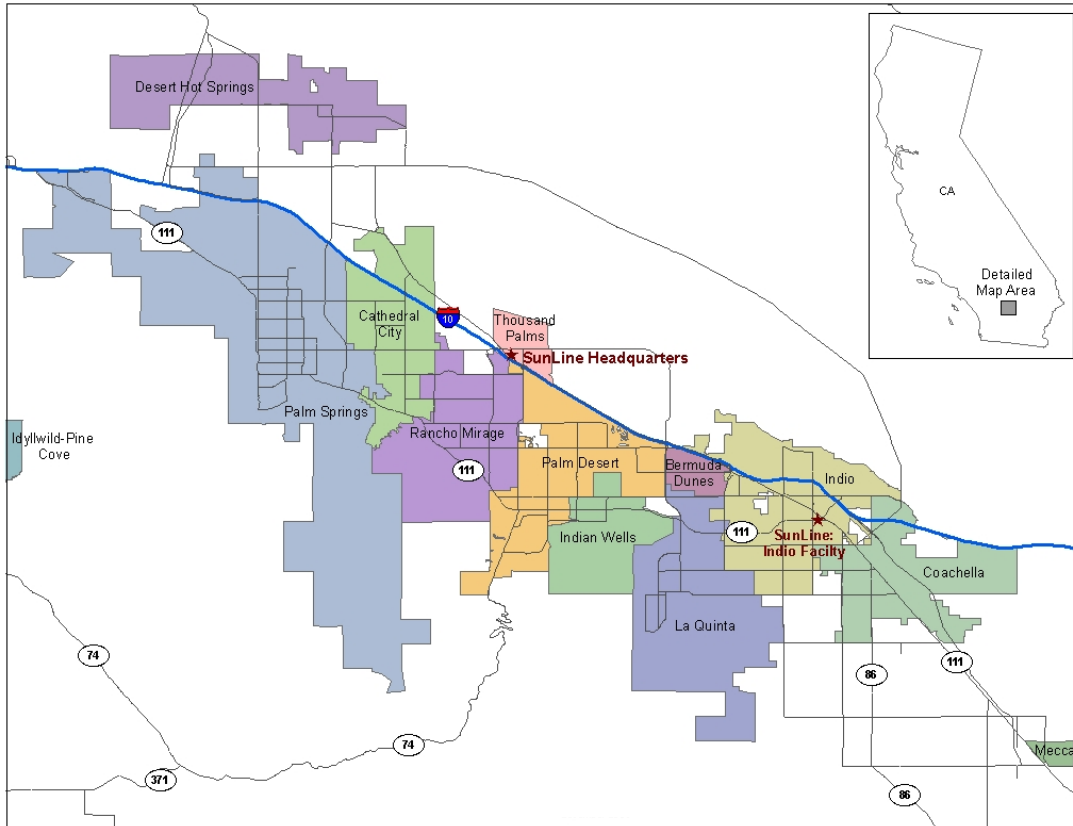 Desert Hot Springs
111
CA
Detailed
Map Area
10
Cathedral
City
Thousand
Palms
SunLine Headquarters
Palm Springs
Idyllwild-Pine
Cove
Rancho Mirage
111
Palm Desert
Bermuda
Dunes
Indio
111
Indian Wells
SunLine:
Indio Facilty
Coachella
La Quinta
74
86
111
74
371
Mecca
86